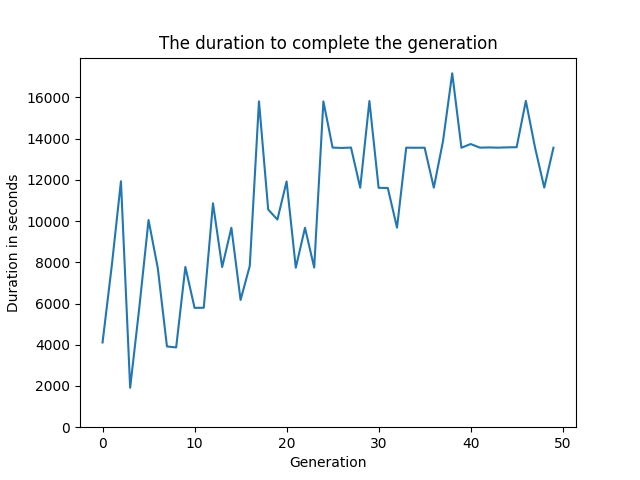 The duration to complete the generation
16000
14000
12000
10000
8000
6000
4000
2000
0
Duration in seconds
0 10 20 30 40 50
Generation